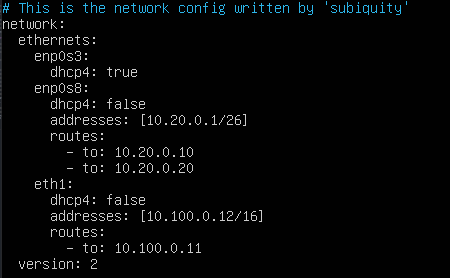 # This is the network config written by 'subiquity'
network:
  ethernets:
    enp0s3:
      dhcp4: true
    enp0s8:
      dhcp4: false
      addresses: [10.20.0.1/26]
      routes:
        - to: 10.20.0.10
        - to: 10.20.0.20
    eth1:
      dhcp4: false
      addresses: [10.100.0.12/16]
      routes:
        - to: 10.100.0.11
  version: 2